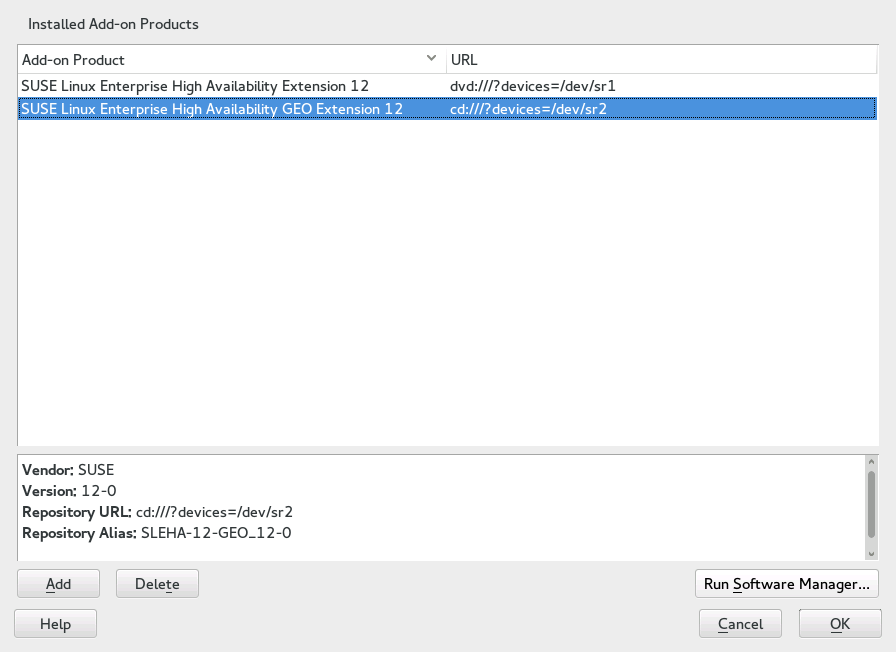 Installed Add-on Products
Add-on Product URL
SUSE Linux Enterprise High Availability Extension 12 dvd:///?devices=/dev/sr1
SUSE Linux Enterprise High Availability GEO Extension 12 cd:///?devices=/dev/sr2
Vendor: SUSE
Version: 12-0
Repository URL: cd:///?devices=/dev/sr2
Repository Alias: SLEHA-12-GEO_12-0
Add Delete Run Software Manager...
Help Cancel OK